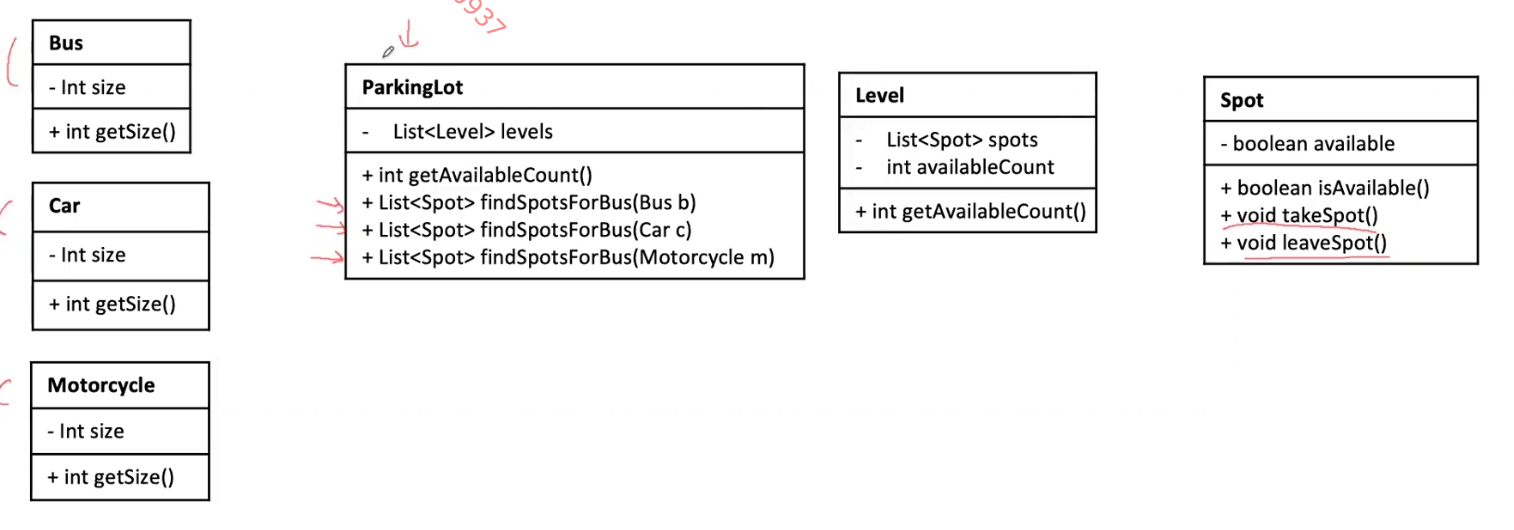 Bus
- Int size
+ int getSize()
Car
- Int size
+ int getSize()
Motorcycle
- Int size
+ int getSize()
ParkingLot
- List<Level> levels
+ int getAvailableCount()
+ List<Spot> findSpotsForBus(Bus b)
+ List<Spot> findSpotsForBus(Car c)
+ List<Spot> findSpotsForBus(Motorcycle m)
Level
- List<Spot> spots
- int availableCount
+ int getAvailableCount()
Spot
- boolean available
+ boolean isAvailable()
+ void takeSpot()
+ void leaveSpot()